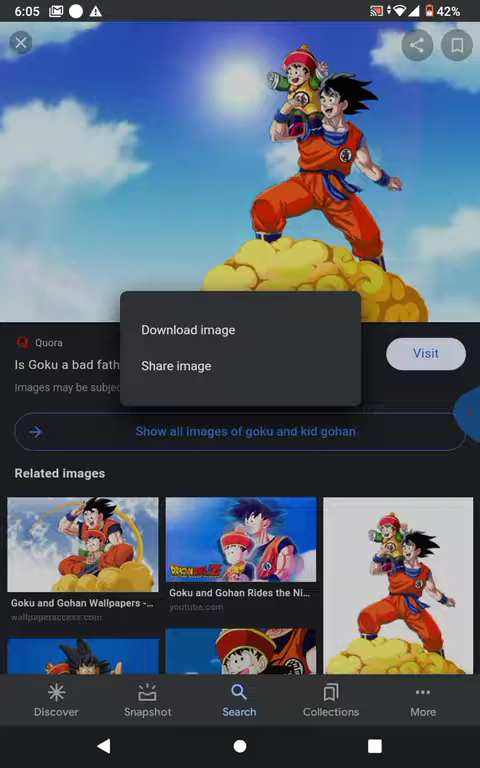 6:05
42%
Download image
Share image
Quora
Visit
Is Goku a bad fath
Images may be subjec
Show all images of goku and kid gohan
Related images
Goku and Gohan Wallpapers -...
wallpaperaccess.com
Goku and Gohan Rides the Ni...
youtube.com
DRAGON BALL Z
Discover
Snapshot
Search
Collections
More